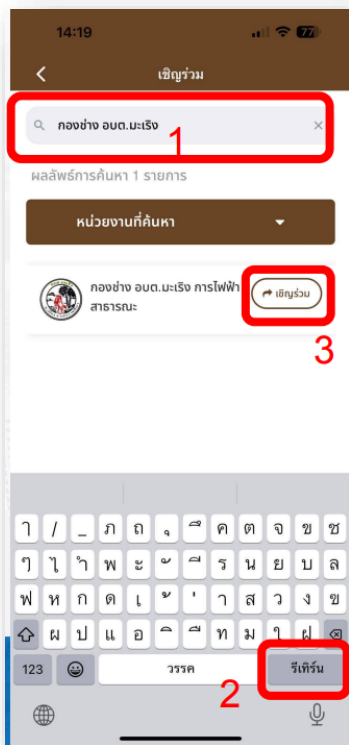 14:19
77
เชิญร่วม
กองช่าง อบต.มะเริง
1
ผลลัพธ์การค้นหา 1 รายการ
หน่วยงานที่ค้นหา
กองช่าง อบต.มะเริง การไฟฟ้า
สาธารณะ
เชิญร่วม
3
ๅ / _ ภ ถ ุ ึ ค ต จ ข ช
ๆ ไ ำ พ ะ ั ี ร น ย บ ล
ฟ ห ก ด เ ้ ่ า ส ว ง ฃ
ผ ป แ อ ิ ื ท ม ใ ฝ
123 วรรค รีเทิร์น
2